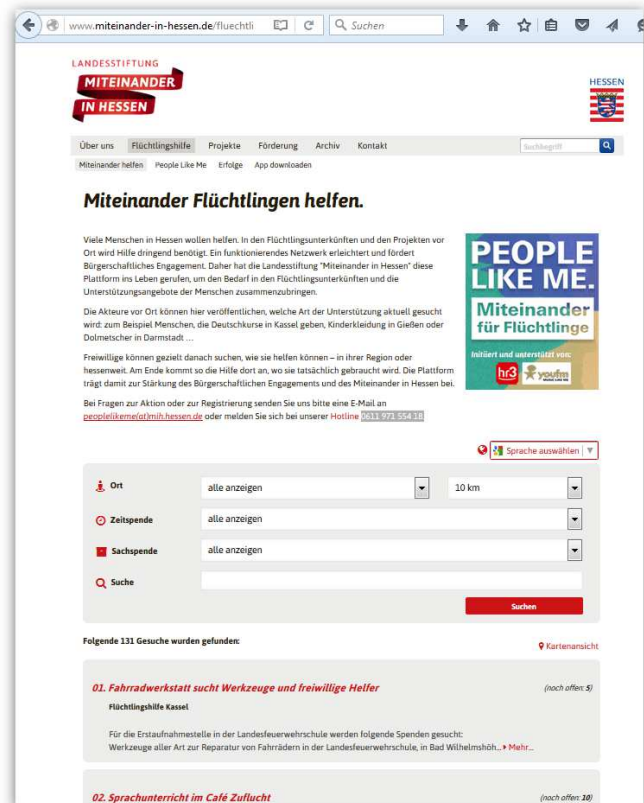 www.miteinander-in-hessen.de/fluechtli
Suchen
LANDESSTIFTUNG
MITEINANDER
IN HESSEN
HESSEN
Über uns Flüchtlingshilfe Projekte Förderung Archiv Kontakt
Suchbegriff
Miteinander helfen People Like Me Erfolge App downloaden
Miteinander Flüchtlingen helfen.
Viele Menschen in Hessen wollen helfen. In den Flüchtlingsunterkünften und den Projekten vor
Ort wird Hilfe dringend benötigt. Ein funktionierendes Netzwerk erleichtert und fördert
Bürgerschaftliches Engagement. Daher hat die Landesstiftung "Miteinander in Hessen" diese
Plattform ins Leben gerufen, um den Bedarf in den Flüchtlingsunterkünften und die
Unterstützungsangebote der Menschen zusammenzubringen.
Die Akteure vor Ort können hier veröffentlichen, welche Art der Unterstützung aktuell gesucht
wird: zum Beispiel Menschen, die Deutschkurse in Kassel geben, Kinderkleidung in Gießen oder
Dolmetscher in Darmstadt ...
Freiwillige können gezielt danach suchen, wie sie helfen können – in ihrer Region oder
hessenweit. Am Ende kommt so die Hilfe dort an, wo sie tatsächlich gebraucht wird. Die Plattform
trägt damit zur Stärkung des Bürgerschaftlichen Engagements und des Miteinander in Hessen bei.
Bei Fragen zur Aktion oder zur Registrierung senden Sie uns bitte eine E-Mail an
peoplelikeme(at)mih.hessen.de oder melden Sie sich bei unserer Hotline 0611 971 554 18
PEOPLE
LIKE ME.
Miteinander
für Flüchtlinge
Initiiert und unterstützt von:
hr3 youfm
Sprache auswählen
Ort alle anzeigen 10 km
Zeitspende alle anzeigen
Sachspende alle anzeigen
Suche
Suchen
Folgende 131 Gesuche wurden gefunden:
Kartenansicht
01. Fahrradwerkstatt sucht Werkzeuge und freiwillige Helfer (noch offen: 5)
Flüchtlingshilfe Kassel
Für die Erstaufnahmestelle in der Landesfeuerwehrschule werden folgende Spenden gesucht:
Werkzeuge aller Art zur Reparatur von Fahrrädern in der Landesfeuerwehrschule, in Bad Wilhelmshöh... Mehr...
02. Sprachunterricht im Café Zuflucht (noch offen: 10)